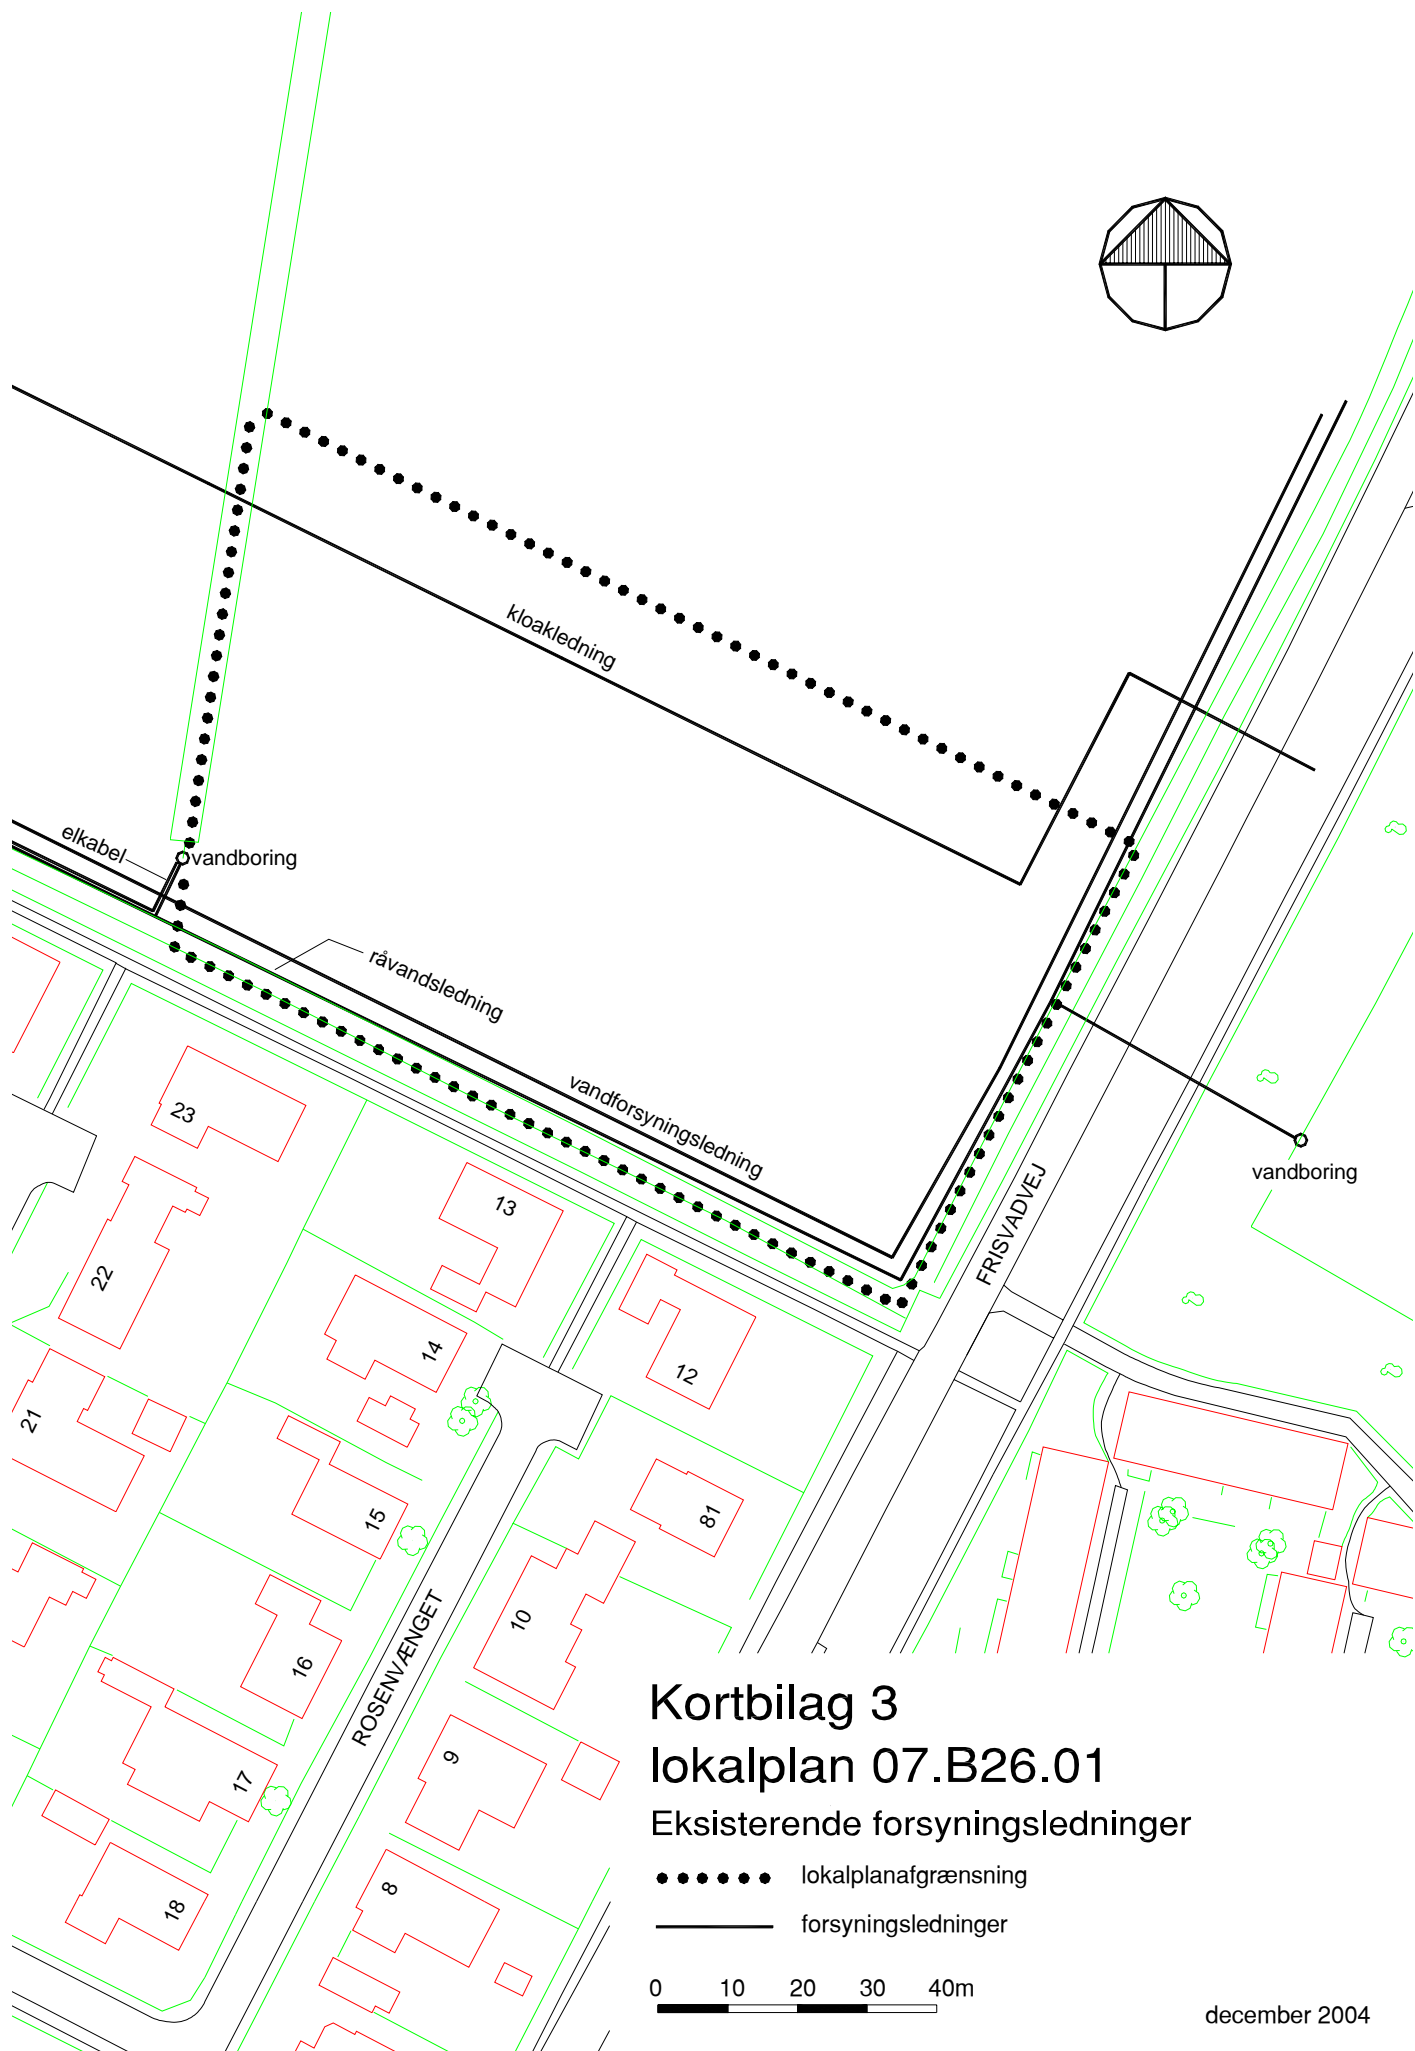 kloakledning
elkabel
vandboring
råvandsledning
vandforsyningsledning
vandboring
FRISVADVEJ
23
13
22
14
12
21
15
81
10
ROSENVÆNGET
16
9
17
8
18
Kortbilag 3
lokalplan 07.B26.01
Eksisterende forsyningsledninger
lokalplanafgrænsning
forsyningsledninger
0 10 20 30 40m
december 2004